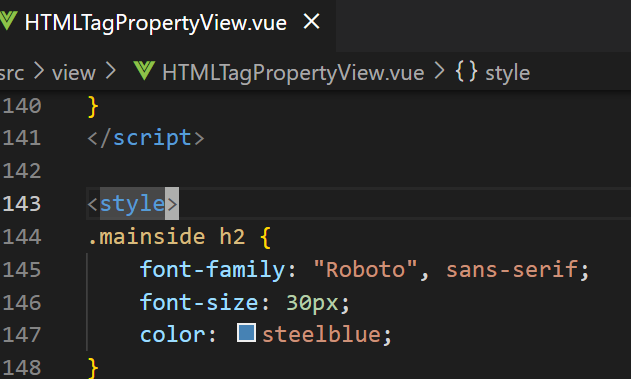 HTMLTagPropertyView.vue ×
src > view > HTMLTagPropertyView.vue > {} style
140 }
141 </script>
142
143 <style>
144 .mainside h2 {
145 font-family: "Roboto", sans-serif;
146 font-size: 30px;
147 color: steelblue;
148 }